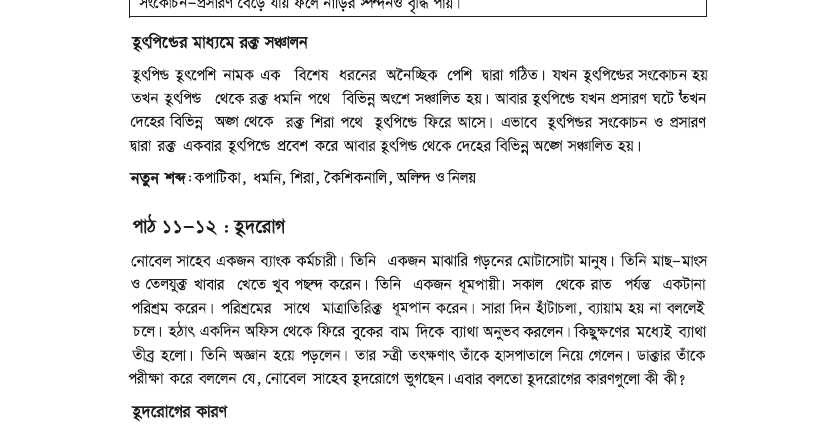 সংকোচন-প্রসারণ বেড়ে যায় ফলে নাড়ির স্পন্দনও বৃদ্ধি পায়।
হৃৎপিণ্ডের মাধ্যমে রক্ত সঞ্চালন
হৃৎপিন্ড হৃৎপেশি নামক এক বিশেষ ধরনের অনৈচ্ছিক পেশি দ্বারা গঠিত। যখন হৃৎপিন্ডের সংকোচন হয়
তখন হৃৎপিন্ড থেকে রক্ত ধমনি পথে বিভিন্ন অংশে সঞ্চালিত হয়। আবার হৃৎপিন্ডে যখন প্রসারণ ঘটে তখন
দেহের বিভিন্ন অঙ্গ থেকে রক্ত শিরা পথে হৃৎপিন্ডে ফিরে আসে। এভাবে হৃৎপিন্ডর সংকোচন ও প্রসারণ
দ্বারা রক্ত একবার হৃৎপিন্ডে প্রবেশ করে আবার হৃৎপিন্ড থেকে দেহের বিভিন্ন অঙ্গে সঞ্চালিত হয়।
নতুন শব্দ : কপাটিকা, ধমনি, শিরা, কৈশিকনালি, অলিন্দ ও নিলয়
পাঠ ১১-১২ : হৃদরোগ
নোবেল সাহেব একজন ব্যাংক কর্মচারী। তিনি একজন মাঝারি গড়নের মোটাসোটা মানুষ। তিনি মাছ-মাংস
ও তেলযুক্ত খাবার খেতে খুব পছন্দ করেন। তিনি একজন ধূমপায়ী। সকাল থেকে রাত পর্যন্ত একটানা
পরিশ্রম করেন। পরিশ্রমের সাথে মাত্রাতিরিক্ত ধূমপান করেন। সারা দিন হাঁটাচলা, ব্যায়াম হয় না বললেই
চলে। হঠাৎ একদিন অফিস থেকে ফিরে বুকের বাম দিকে ব্যাথা অনুভব করলেন। কিছুক্ষণের মধ্যেই ব্যাথা
তীব্র হলো। তিনি অজ্ঞান হয়ে পড়লেন। তার সত্রী তৎক্ষণাৎ তাঁকে হাসপাতালে নিয়ে গেলেন। ডাক্তার তাঁকে
পরীক্ষা করে বললেন যে, নোবেল সাহেব হৃদরোগে ভুগছেন। এবার বলতো হৃদরোগের কারণগুলো কী কী?
হৃদরোগের কারণ